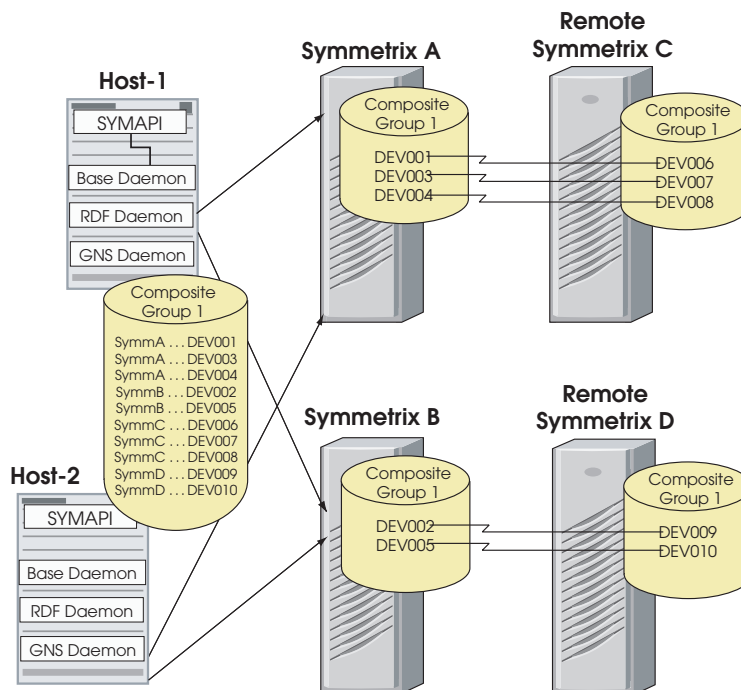 Host-1
SYMAPI
Base Daemon
RDF Daemon
GNS Daemon
Composite
Group 1
SymmA ... DEV001
SymmA ... DEV003
SymmA ... DEV004
SymmB ... DEV002
SymmB ... DEV005
SymmC ... DEV006
SymmC ... DEV007
SymmC ... DEV008
SymmD ... DEV009
SymmD ... DEV010
Host-2
SYMAPI
Base Daemon
RDF Daemon
GNS Daemon
Symmetrix A
Composite
Group 1
DEV001
DEV003
DEV004
Remote
Symmetrix C
Composite
Group 1
DEV006
DEV007
DEV008
Symmetrix B
Composite
Group 1
DEV002
DEV005
Remote
Symmetrix D
Composite
Group 1
DEV009
DEV010